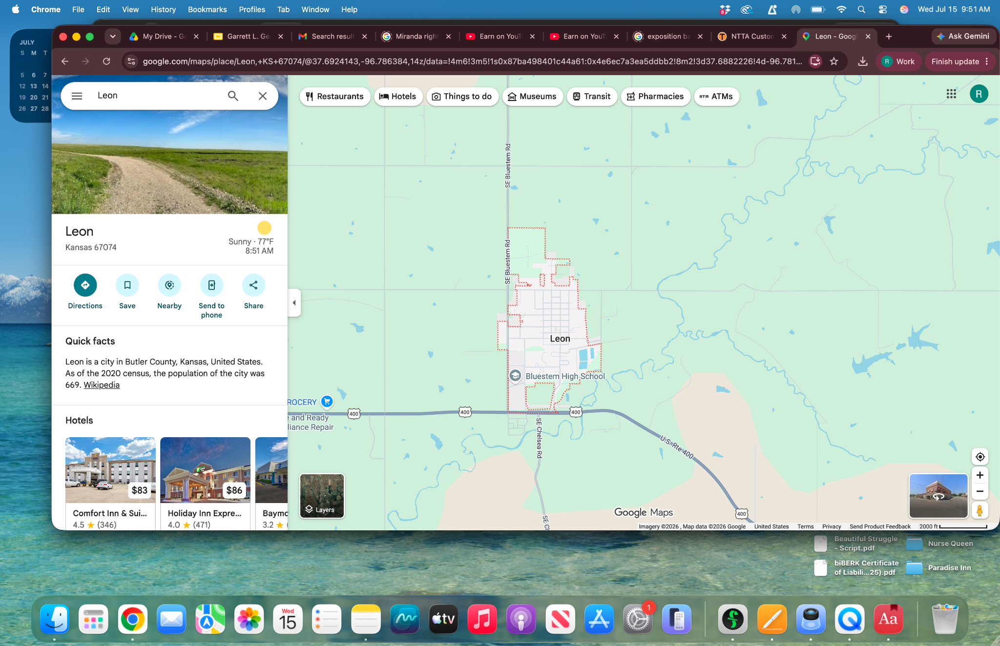 Chrome File Edit View History Bookmarks Profiles Tab Window Help
8
Wed Jul 15 9:51 AM
JULY
S M T
5 6 7
12 13 14
19 20 21
26 27 28
My Drive - Go
Garrett L. Ge
Search result
Miranda right
Earn on YouT
Earn on YouT
exposition ba
NTTA Custom
Leon - Googl
Ask Gemini
google.com/maps/place/Leon,+KS+67074/@37.6924143,-96.786384,14z/data=!4m6!3m5!1s0x87ba498401c44a61:0x4e6ec7a3ea5ddbb2!8m2!3d37.6882226!4d-96.781...
R Work
Finish update
Leon
Restaurants
Hotels
Things to do
Museums
Transit
Pharmacies
ATM ATMs
R
Leon
Kansas 67074
Sunny · 77°F
8:51 AM
Directions
Save
Nearby
Send to
phone
Share
Quick facts
Leon is a city in Butler County, Kansas, United States.
As of the 2020 census, the population of the city was
669. Wikipedia
Hotels
$83
$86
Comfort Inn & Sui...
4.5 (346)
Holiday Inn Expre...
4.0 (471)
Baymo
3.2 (
SE Bluestem Rd
SE Bluestem Rd
Leon
Bluestem High School
ROCERY
e and Ready
liance Repair
400
400
400
SE Chelsea Rd
U.S. Rte 400
SE Ch
400
Layers
Google Maps
Imagery ©2026 , Map data ©2026 Google United States Terms Privacy Send Product Feedback 2000 ft
Beautiful Struggle
- Script.pdf
Nurse Queen
biBERK Certificate
of Liabili...25).pdf
Paradise Inn
Wed
15
tv
1
Aa